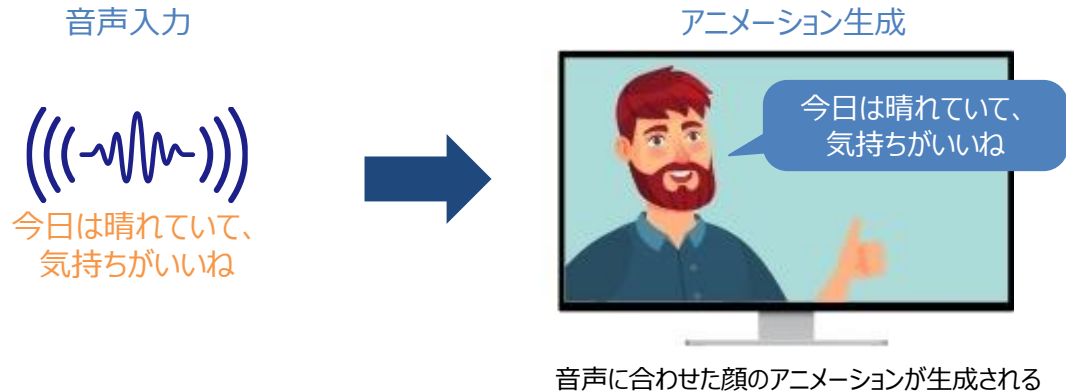 音声入力
アニメーション生成
今日は晴れていて、
気持ちがいいね
今日は晴れていて、
気持ちがいいね
音声に合わせた顔のアニメーションが生成される